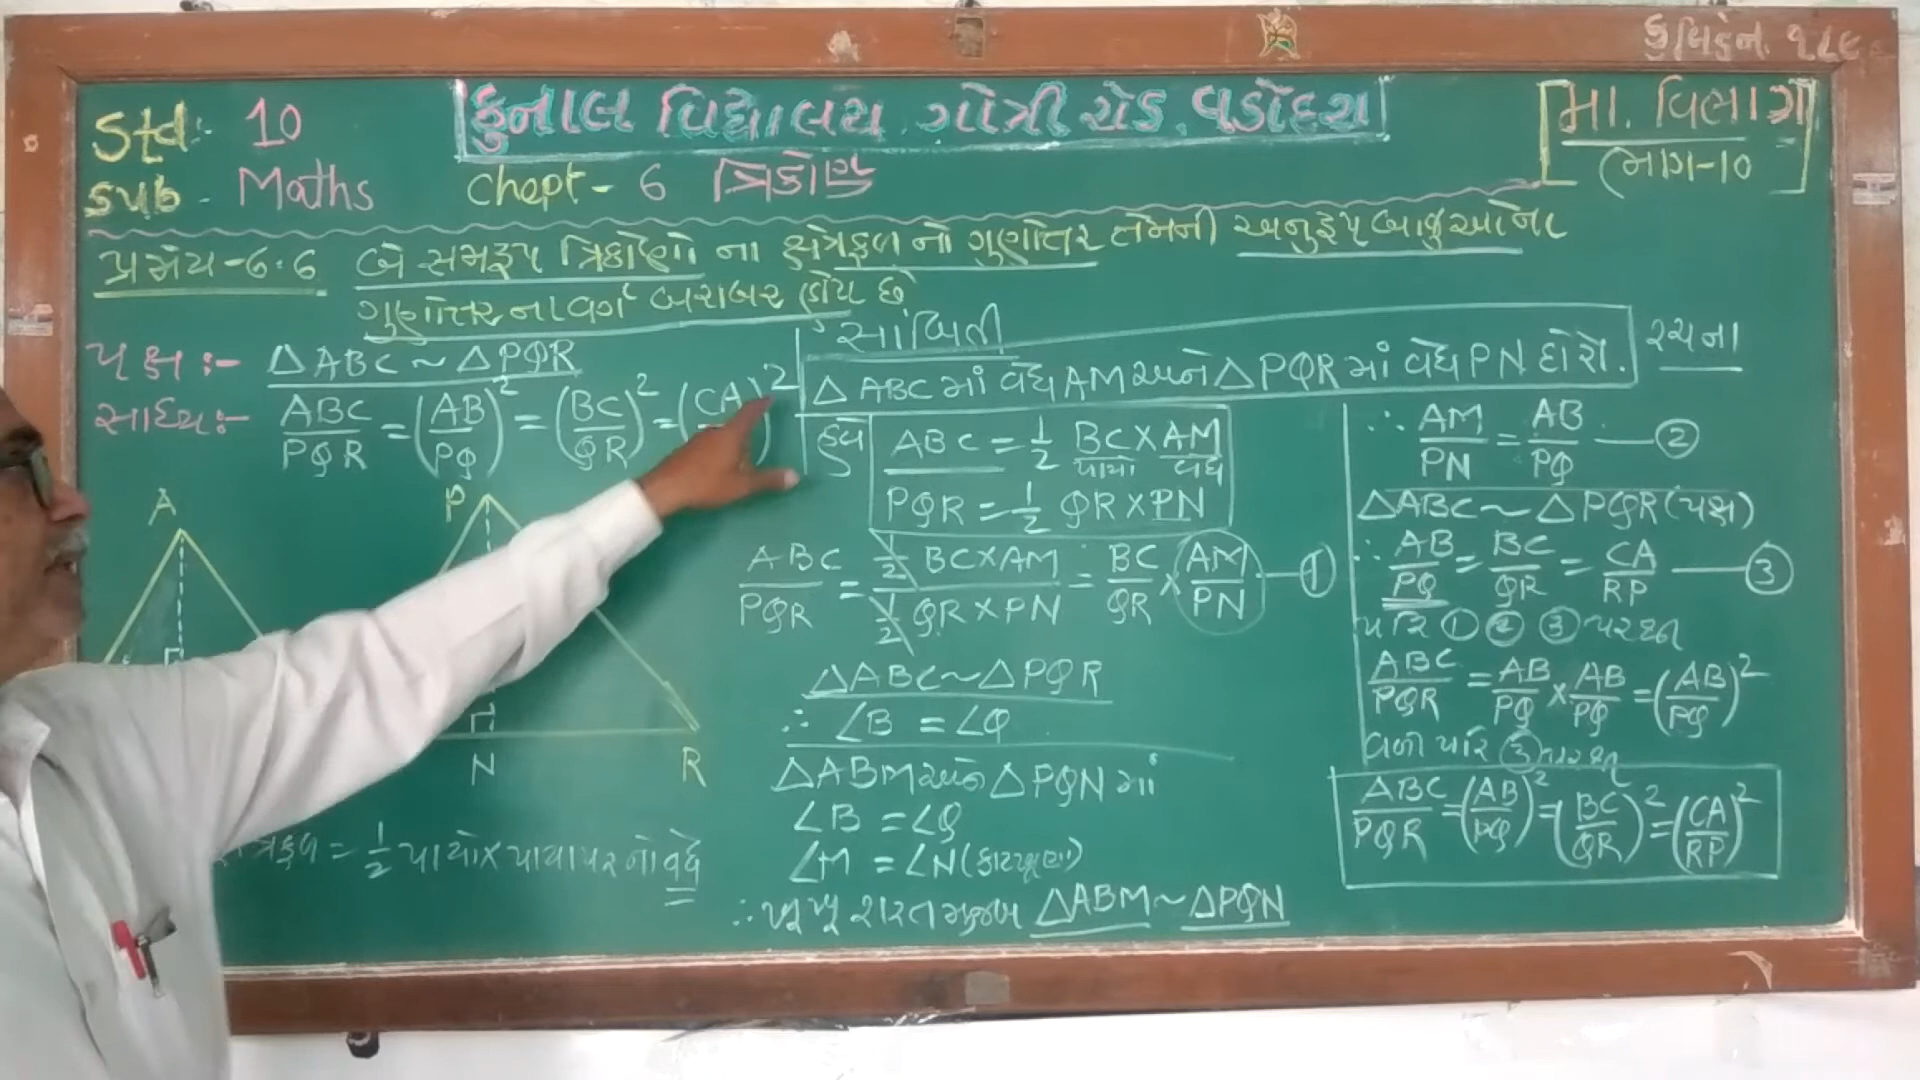 Std: 10
કુનાલ વિદ્યાલય ગોત્રી રોડ, વડોદરા
મા. વિભાગ
ભાગ-૧૦
Sub - Maths Chept - 6 ત્રિકોણ
પ્રમેય-6.6 બે સમરૂપ ત્રિકોણો ના ક્ષેત્રફળ નો ગુણોત્તર તેમની અનુરૂપ બાજુઓના
ગુણોત્તર ના વર્ગ બરાબર હોય છે
પક્ષ :- △ABC ~ △PQR
સાધ્ય :- ABC/PQR = (AB/PQ)² = (BC/QR)² = (CA )²
A
P
N
R
ત્રફળ = 1/2 પાયો × પાયા પર નો વેધ
સાબિતી
△ ABC માં વેધ AM અને △ PQR માં વેધ PN દોરો. રચના
હવે ABC = 1/2 BC × AM
પાયો વેધ
PQR = 1/2 QR × PN
ABC/PQR = (1/2 BC × AM)/(1/2 QR × PN) = BC/QR × AM/PN — ①
△ABC ~ △PQR
∴ ∠B = ∠Q
△ABM અને △PQN માં
∠B = ∠Q
∠M = ∠N (કાટખૂણા)
∴ ખૂખૂ શરત મુજબ △ABM ~ △PQN
∴ AM/PN = AB/PQ — ②
△ABC ~ △PQR (પક્ષ)
∴ AB/PQ = BC/QR = CA/RP — ③
પરિ ① ② ③ પરથી
ABC/PQR = AB/PQ × AB/PQ = (AB/PQ)²
વળી પરિ ③ પરથી
ABC/PQR = (AB/PQ)² = (BC/QR)² = (CA/RP)²